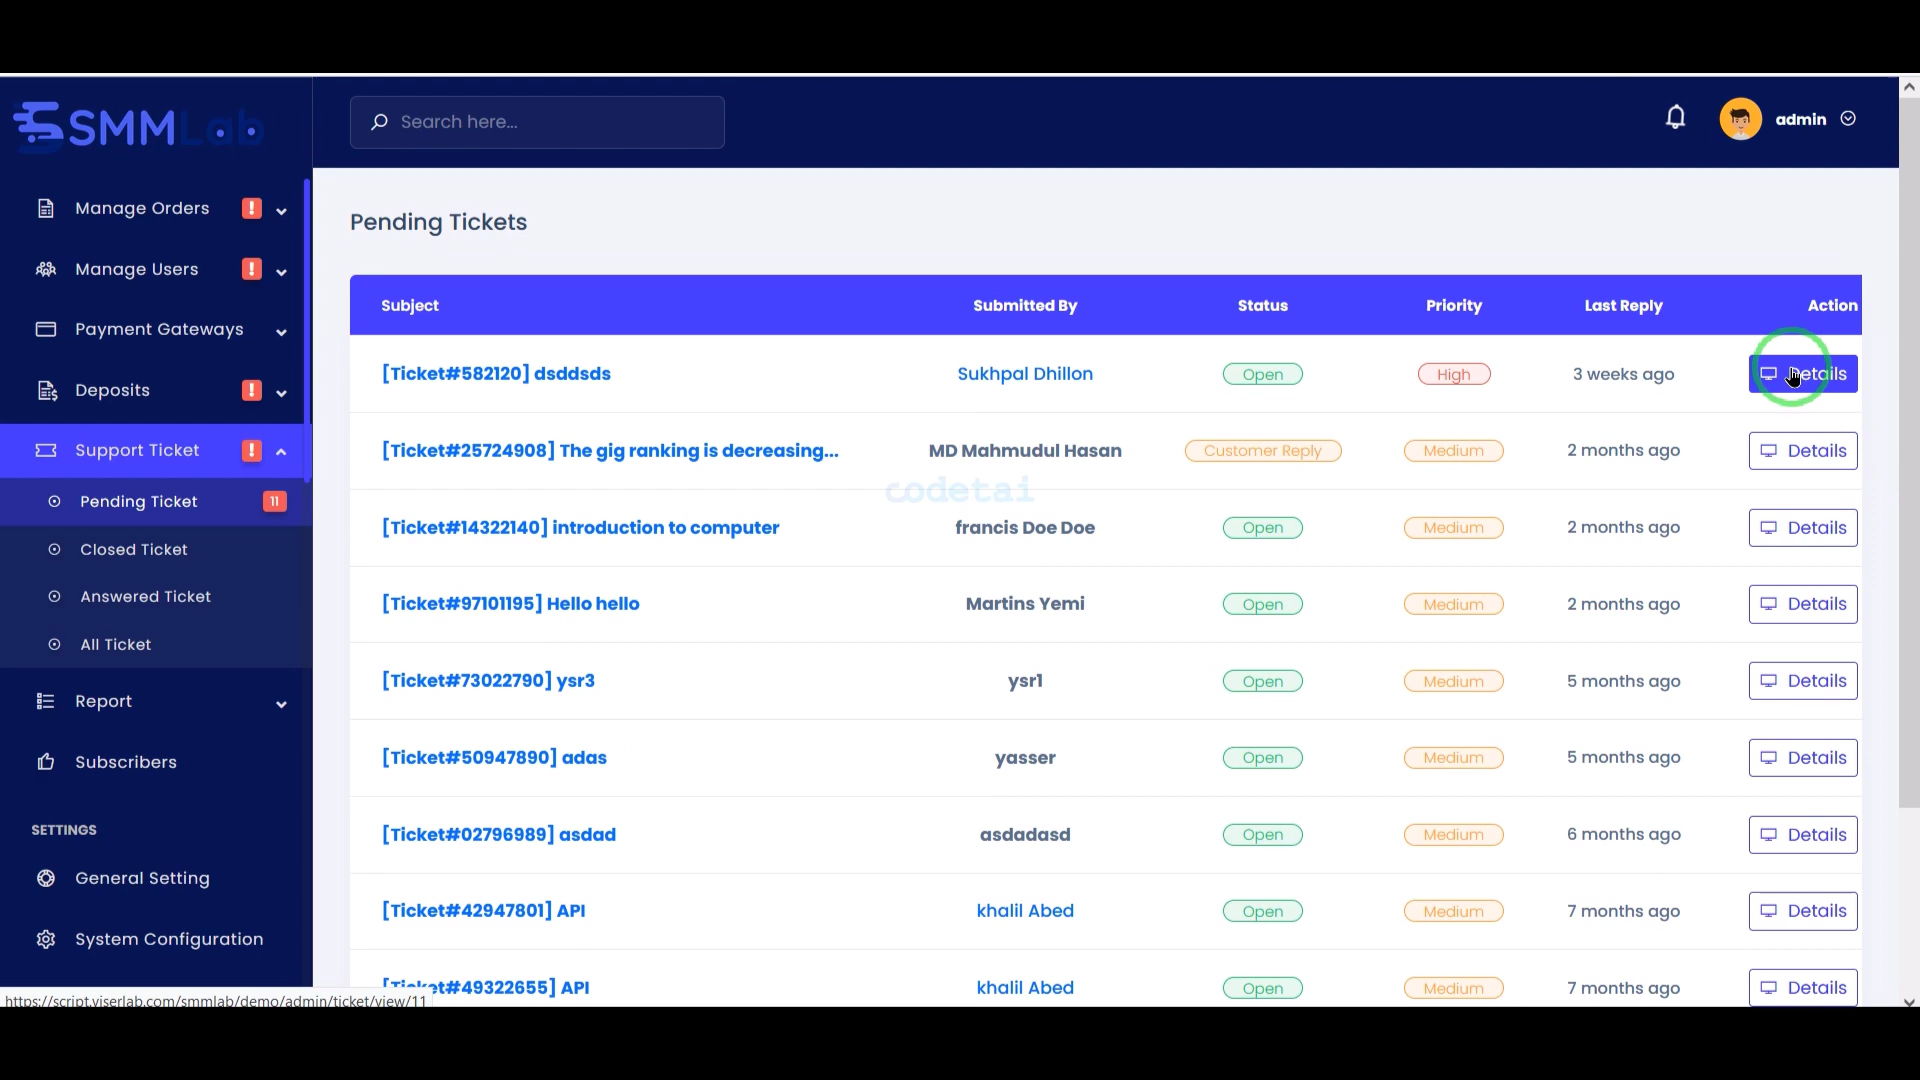 SMMLab
Search here...
admin
Manage Orders !
Manage Users !
Payment Gateways
Deposits !
Support Ticket !
Pending Ticket 11
Closed Ticket
Answered Ticket
All Ticket
Report
Subscribers
SETTINGS
General Setting
System Configuration
Pending Tickets
Subject Submitted By Status Priority Last Reply Action
[Ticket#582120] dsddsds Sukhpal Dhillon Open High 3 weeks ago Details
[Ticket#25724908] The gig ranking is decreasing... MD Mahmudul Hasan Customer Reply Medium 2 months ago Details
codetai
[Ticket#14322140] introduction to computer francis Doe Doe Open Medium 2 months ago Details
[Ticket#97101195] Hello hello Martins Yemi Open Medium 2 months ago Details
[Ticket#73022790] ysr3 ysr1 Open Medium 5 months ago Details
[Ticket#50947890] adas yasser Open Medium 5 months ago Details
[Ticket#02796989] asdad asdadasd Open Medium 6 months ago Details
[Ticket#42947801] API khalil Abed Open Medium 7 months ago Details
[Ticket#49322655] API khalil Abed Open Medium 7 months ago Details
https://script.viserlab.com/smmlab/demo/admin/ticket/view/11